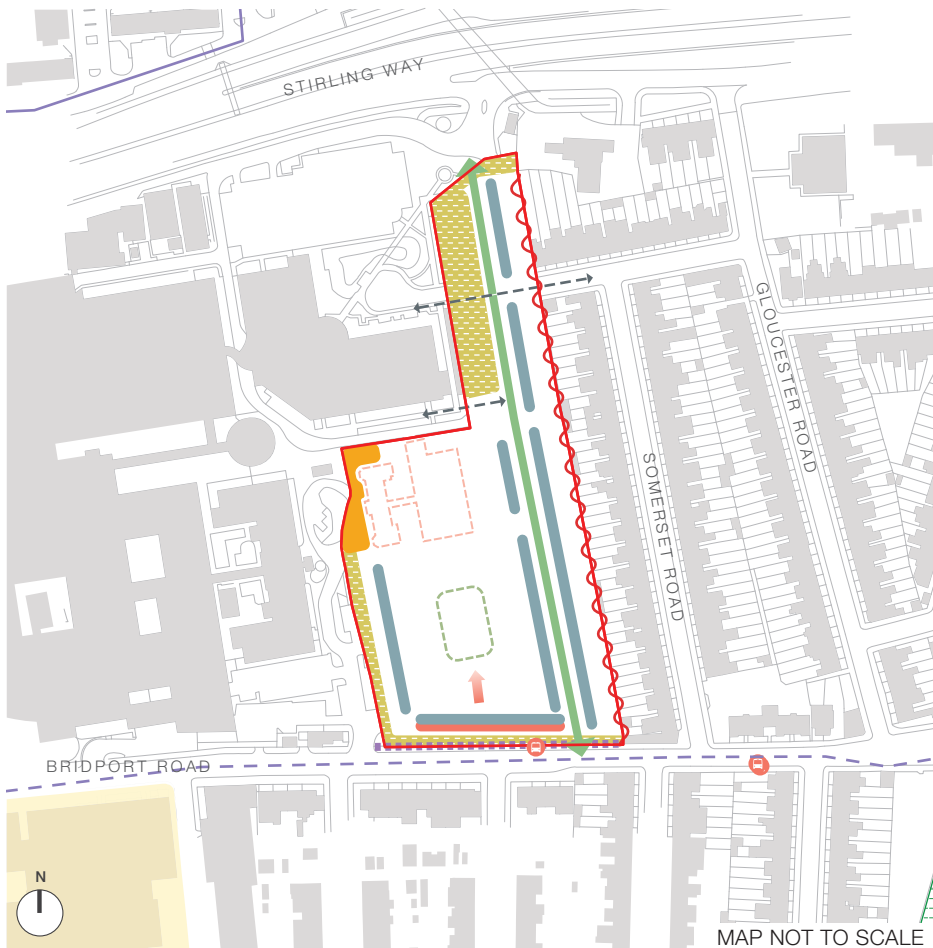 STIRLING WAY
GLOUCESTER ROAD
SOMERSET ROAD
BRIDPORT ROAD
N
MAP NOT TO SCALE